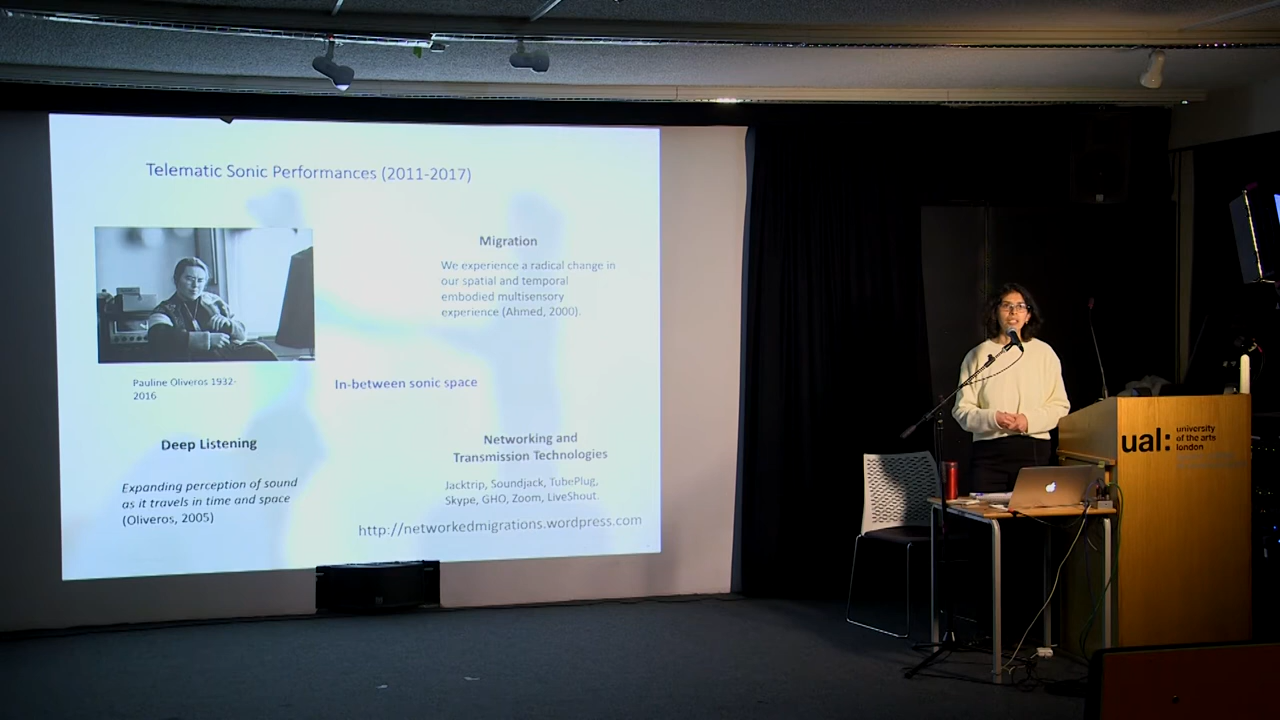 Telematic Sonic Performances (2011-2017)
Migration
We experience a radical change in
our spatial and temporal
embodied multisensory
experience (Ahmed, 2000).
Pauline Oliveros 1932-
2016
In-between sonic space
Deep Listening
Expanding perception of sound
as it travels in time and space
(Oliveros, 2005)
Networking and
Transmission Technologies
Jacktrip, Soundjack, TubePlug,
Skype, GHO, Zoom, LiveShout.
http://networkedmigrations.wordpress.com
ual:
university
of the arts
london